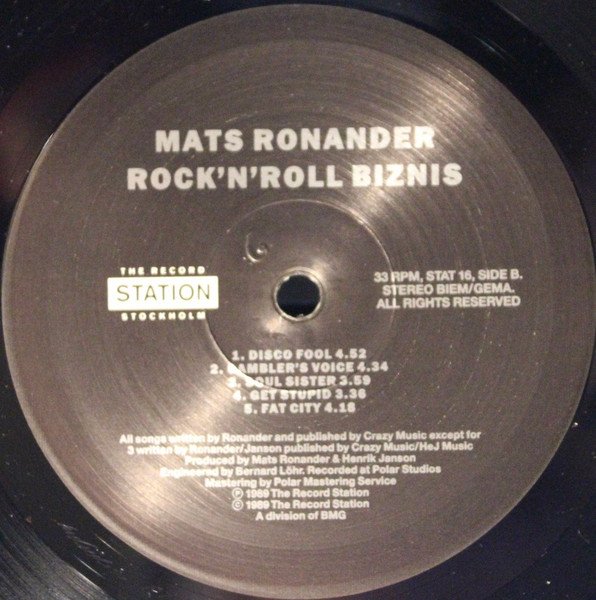 MATS RONANDER
ROCK'N'ROLL BIZNIS
THE RECORD
STATION
STOCKHOLM
33 RPM, STAT 16, SIDE B.
STEREO BIEM/GEMA.
ALL RIGHTS RESERVED
1. DISCO FOOL 4.52
2. GAMBLER'S VOICE 4.34
3. SOUL SISTER 3.59
4. GET STUPID 3.36
5. FAT CITY 4.18
All songs written by Ronander and published by Crazy Music except for
3 written by Ronander/Janson published by Crazy Music/HeJ Music
Produced by Mats Ronander & Henrik Janson
Engineered by Bernard Löhr. Recorded at Polar Studios
Mastering by Polar Mastering Service
℗ 1989 The Record Station
© 1989 The Record Station
A division of BMG